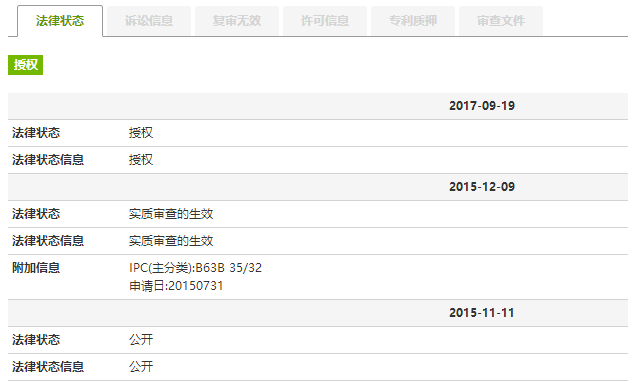 法律状态 诉讼信息 复审无效 许可信息 专利质押 审查文件
授权
2017-09-19
法律状态 授权
法律状态信息 授权
2015-12-09
法律状态 实质审查的生效
法律状态信息 实质审查的生效
附加信息 IPC(主分类):B63B 35/32
申请日:20150731
2015-11-11
法律状态 公开
法律状态信息 公开